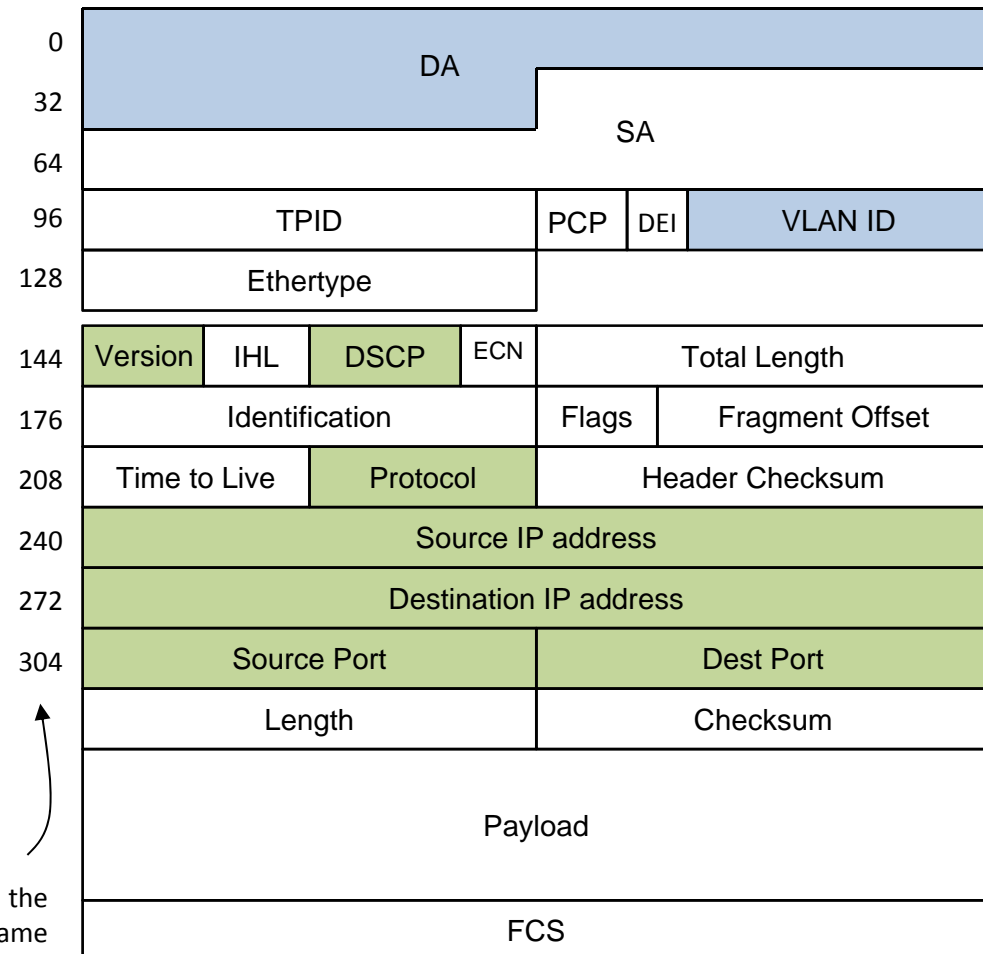 0
DA
32
SA
64
96 TPID PCP DEI VLAN ID
128 Ethertype
144 Version IHL DSCP ECN Total Length
176 Identification Flags Fragment Offset
208 Time to Live Protocol Header Checksum
240 Source IP address
272 Destination IP address
304 Source Port Dest Port
Length Checksum
Payload
the
FCS